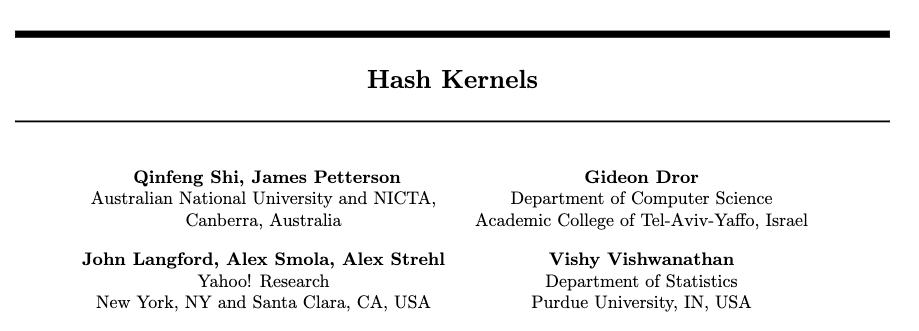 Hash Kernels
Qinfeng Shi, James Petterson
Australian National University and NICTA,
Canberra, Australia
Gideon Dror
Department of Computer Science
Academic College of Tel-Aviv-Yaffo, Israel
John Langford, Alex Smola, Alex Strehl
Yahoo! Research
New York, NY and Santa Clara, CA, USA
Vishy Vishwanathan
Department of Statistics
Purdue University, IN, USA